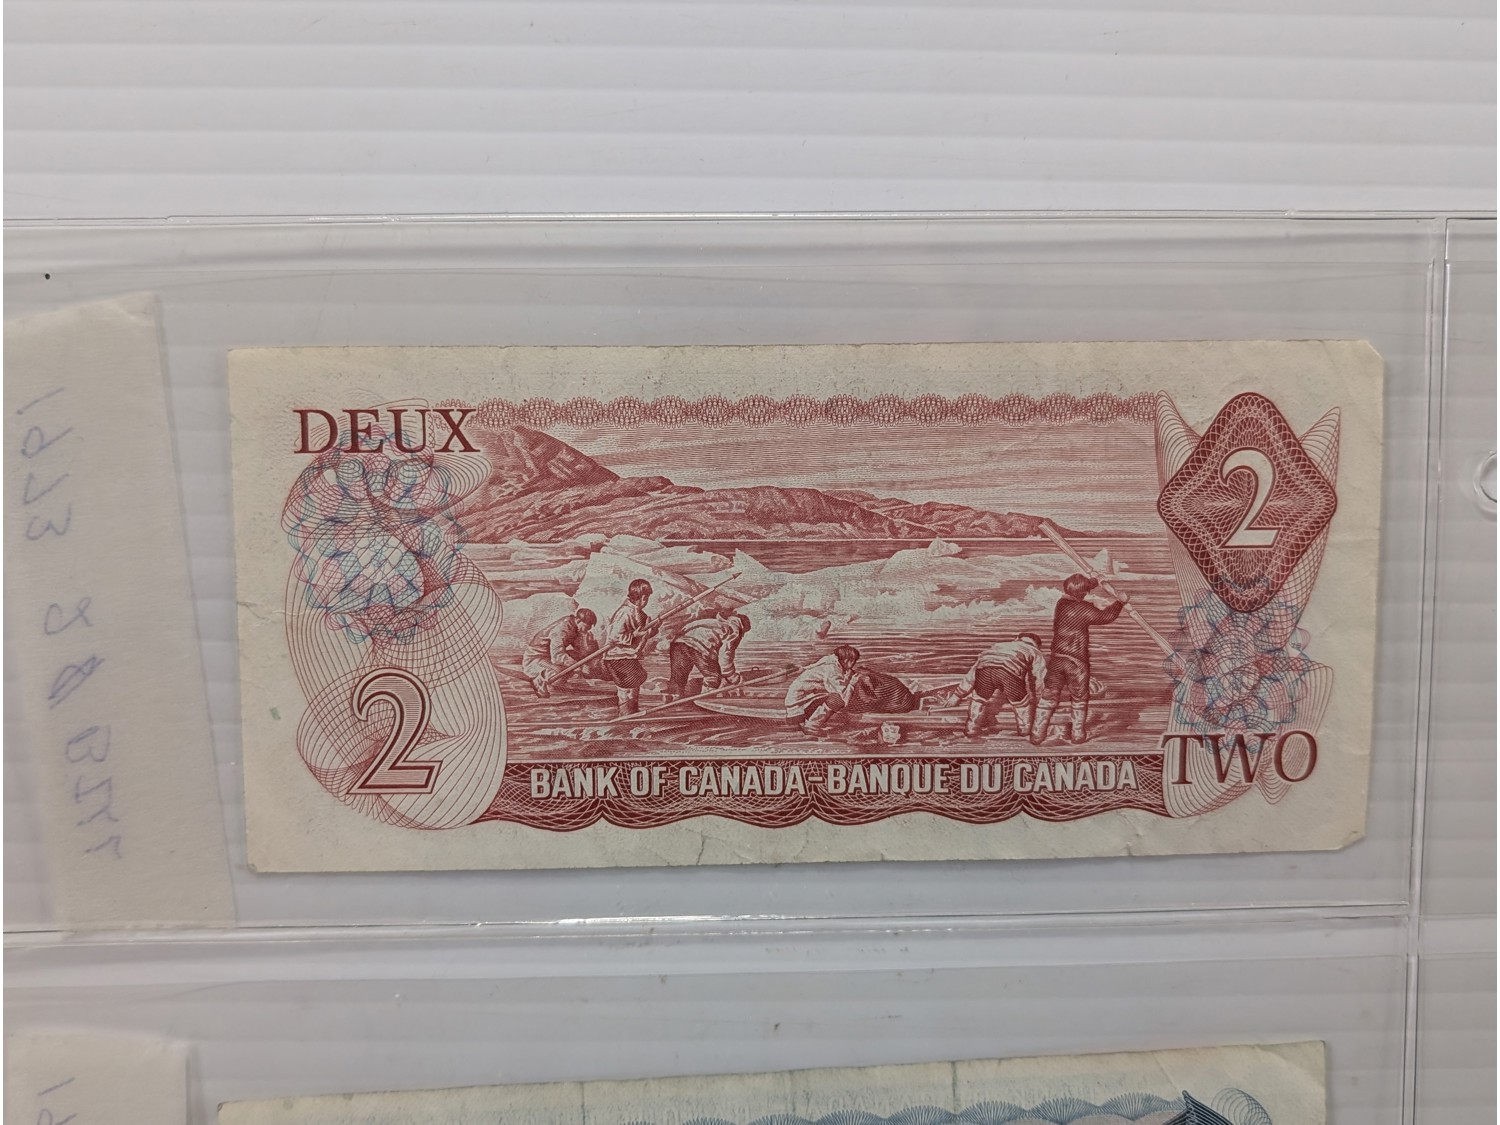 DEUX
2
2
BANK OF CANADA-BANQUE DU CANADA
TWO